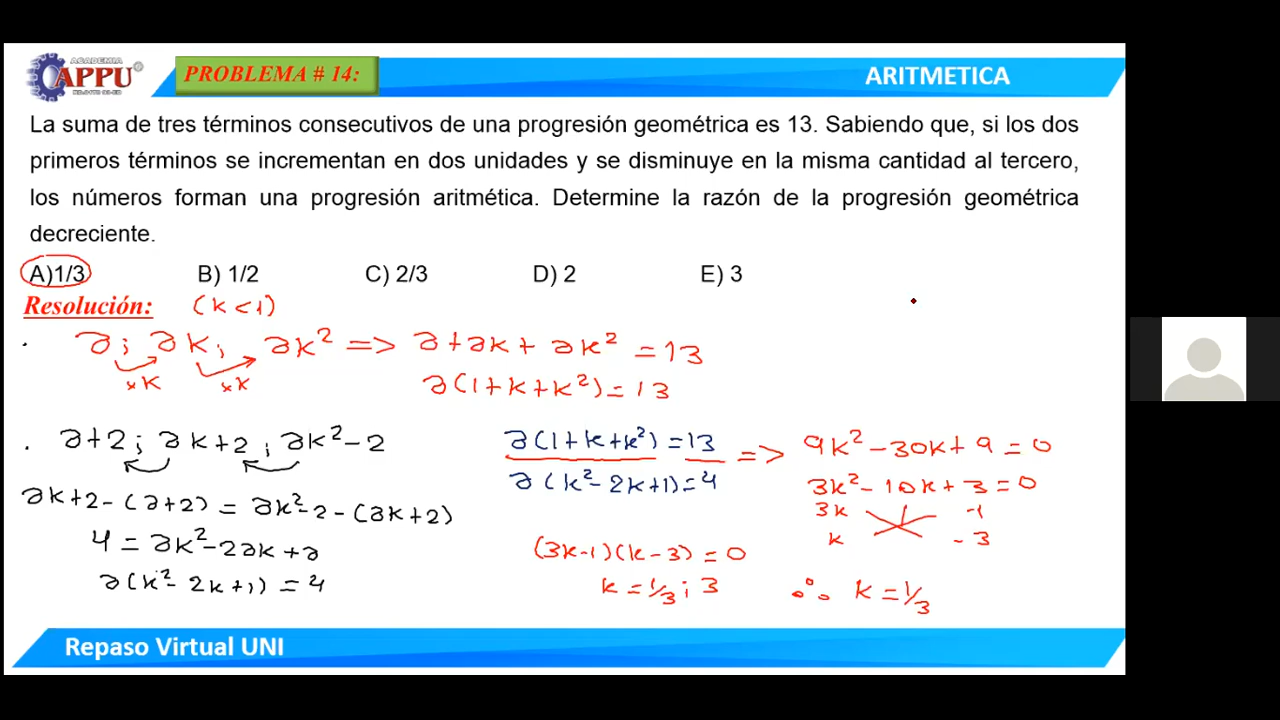 ACADEMIA
APPU
PROBLEMA # 14:
ARITMETICA
La suma de tres términos consecutivos de una progresión geométrica es 13. Sabiendo que, si los dos
primeros términos se incrementan en dos unidades y se disminuye en la misma cantidad al tercero,
los números forman una progresión aritmética. Determine la razón de la progresión geométrica
decreciente.
A)1/3 B) 1/2 C) 2/3 D) 2 E) 3
Resolución: (k < 1)
a; ak; ak² => a+ak+ak² = 13
×k ×k a(1+k+k²) = 13
a+2; ak+2; ak²-2
ak+2-(a+2) = ak²-2-(ak+2)
4 = ak²-2ak+a
a(k²-2k+1) = 4
a(1+k+k²) = 13 => 9k²-30k+9=0
a(k²-2k+1)=4 3k²-10k+3=0
3k -1
k -3
(3k-1)(k-3) = 0
k = 1/3; 3 ∴ k = 1/3
Repaso Virtual UNI